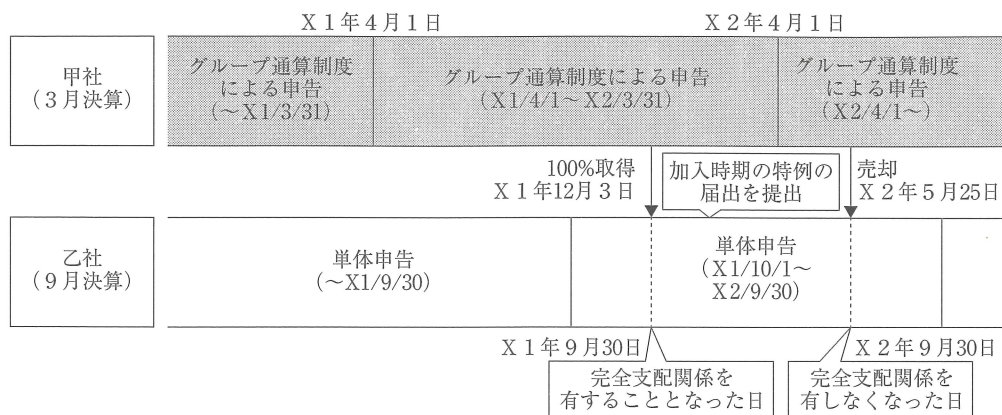 X1年4月1日
X2年4月1日
甲社
(3月決算)
グループ通算制度
による申告
(~X1/3/31)
グループ通算制度による申告
(X1/4/1~X2/3/31)
グループ通算制度
による申告
(X2/4/1~)
100%取得
X1年12月3日
加入時期の特例の
届出を提出
売却
X2年5月25日
乙社
(9月決算)
単体申告
(~X1/9/30)
単体申告
(X1/10/1~
X2/9/30)
X1年9月30日
X2年9月30日
完全支配関係を
有することとなった日
完全支配関係を
有しなくなった日